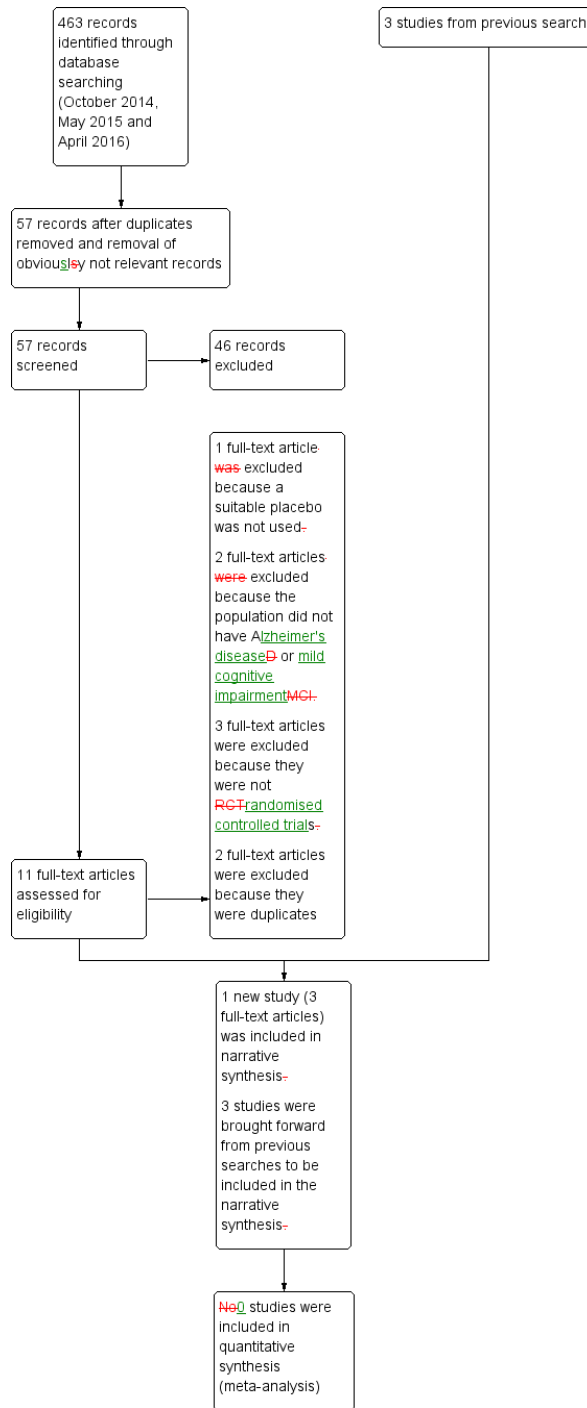 463 records
identified through
database
searching
(October 2014,
May 2015 and
April 2016)
3 studies from previous search
57 records after duplicates
removed and removal of
obviouslsy not relevant records
57 records
screened
46 records
excluded
1 full-text article
was excluded
because a
suitable placebo
was not used.
2 full-text articles
were excluded
because the
population did not
have Alzheimer's
diseaseD or mild
cognitive
impairmentMCI.
3 full-text articles
were excluded
because they
were not
RCTrandomised
controlled trials.
2 full-text articles
were excluded
because they
were duplicates
11 full-text articles
assessed for
eligibility
1 new study (3
full-text articles)
was included in
narrative
synthesis.
3 studies were
brought forward
from previous
searches to be
included in the
narrative
synthesis.
No0 studies were
included in
quantitative
synthesis
(meta-analysis)